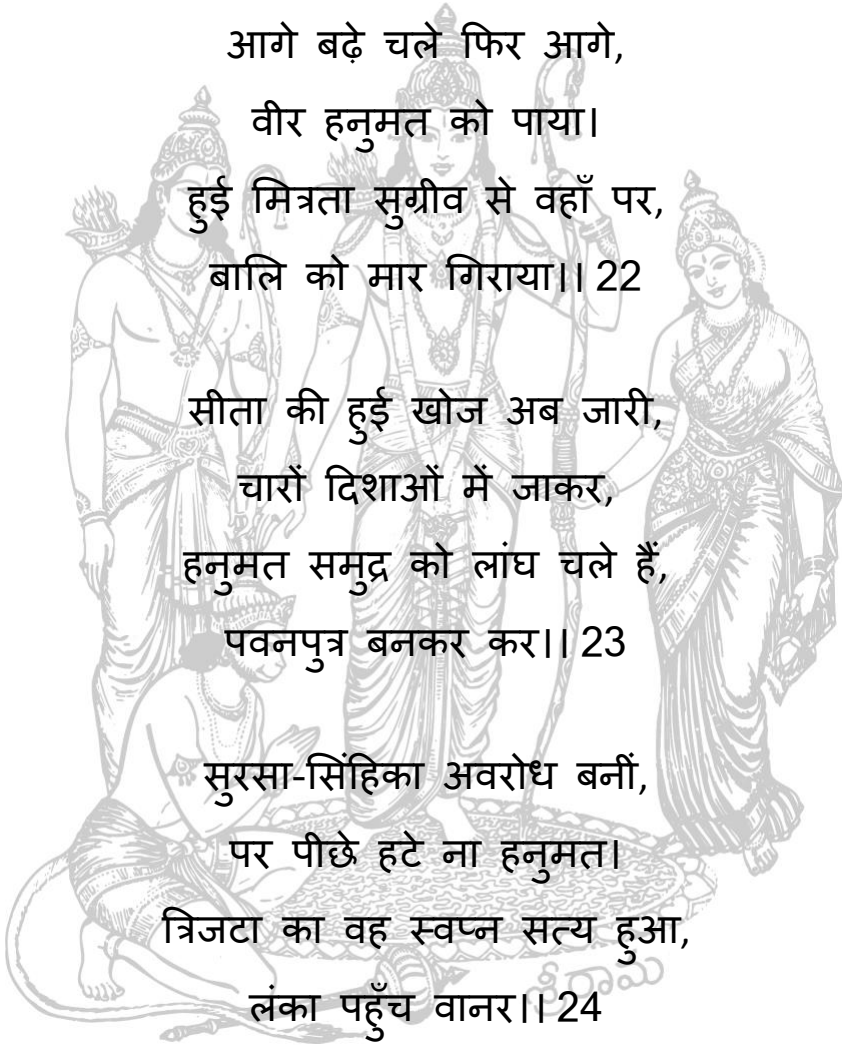 आगे बढ़े चले फिर आगे,
वीर हनुमत को पाया।
हुई मित्रता सुग्रीव से वहाँ पर,
बालि को मार गिराया।। 22
सीता की हुई खोज अब जारी,
चारों दिशाओं में जाकर,
हनुमत समुद्र को लांघ चले हैं,
पवनपुत्र बनकर कर।। 23
सुरसा-सिंहिका अवरोध बनीं,
पर पीछे हटे ना हनुमत।
त्रिजटा का वह स्वप्न सत्य हुआ,
లंका पहुँच वानर।। 24
శ్రీరామ